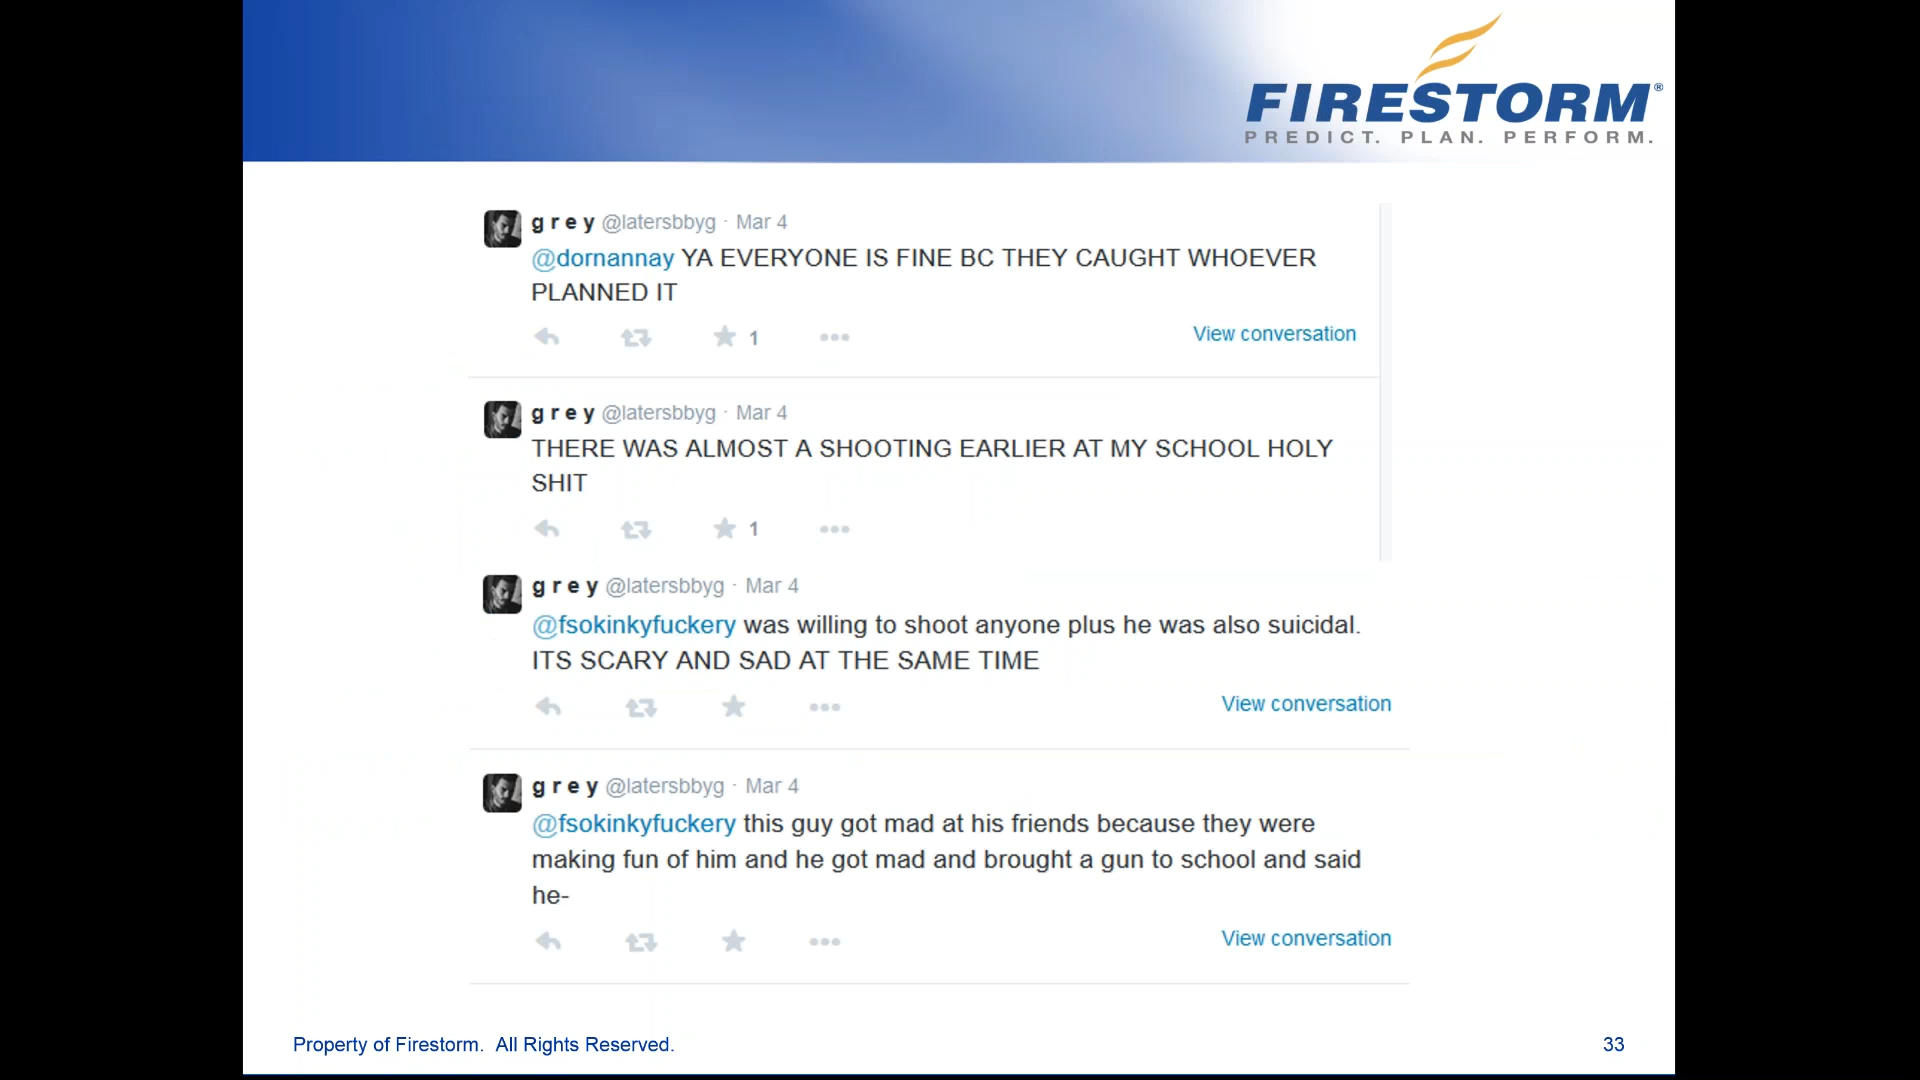 FIRESTORM®
PREDICT. PLAN. PERFORM.
g r e y @latersbbyg · Mar 4
@dornannay YA EVERYONE IS FINE BC THEY CAUGHT WHOEVER
PLANNED IT
1
View conversation
g r e y @latersbbyg · Mar 4
THERE WAS ALMOST A SHOOTING EARLIER AT MY SCHOOL HOLY
SHIT
1
g r e y @latersbbyg · Mar 4
@fsokinkyfuckery was willing to shoot anyone plus he was also suicidal.
ITS SCARY AND SAD AT THE SAME TIME
View conversation
g r e y @latersbbyg · Mar 4
@fsokinkyfuckery this guy got mad at his friends because they were
making fun of him and he got mad and brought a gun to school and said
he-
View conversation
Property of Firestorm. All Rights Reserved.
33